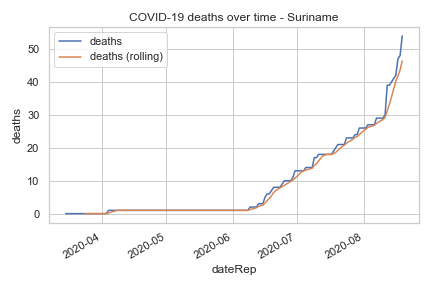 COVID-19 deaths over time - Suriname
deaths
deaths (rolling)
50
40
30
20
10
0
deaths
2020-04
2020-05
2020-06
2020-07
2020-08
dateRep